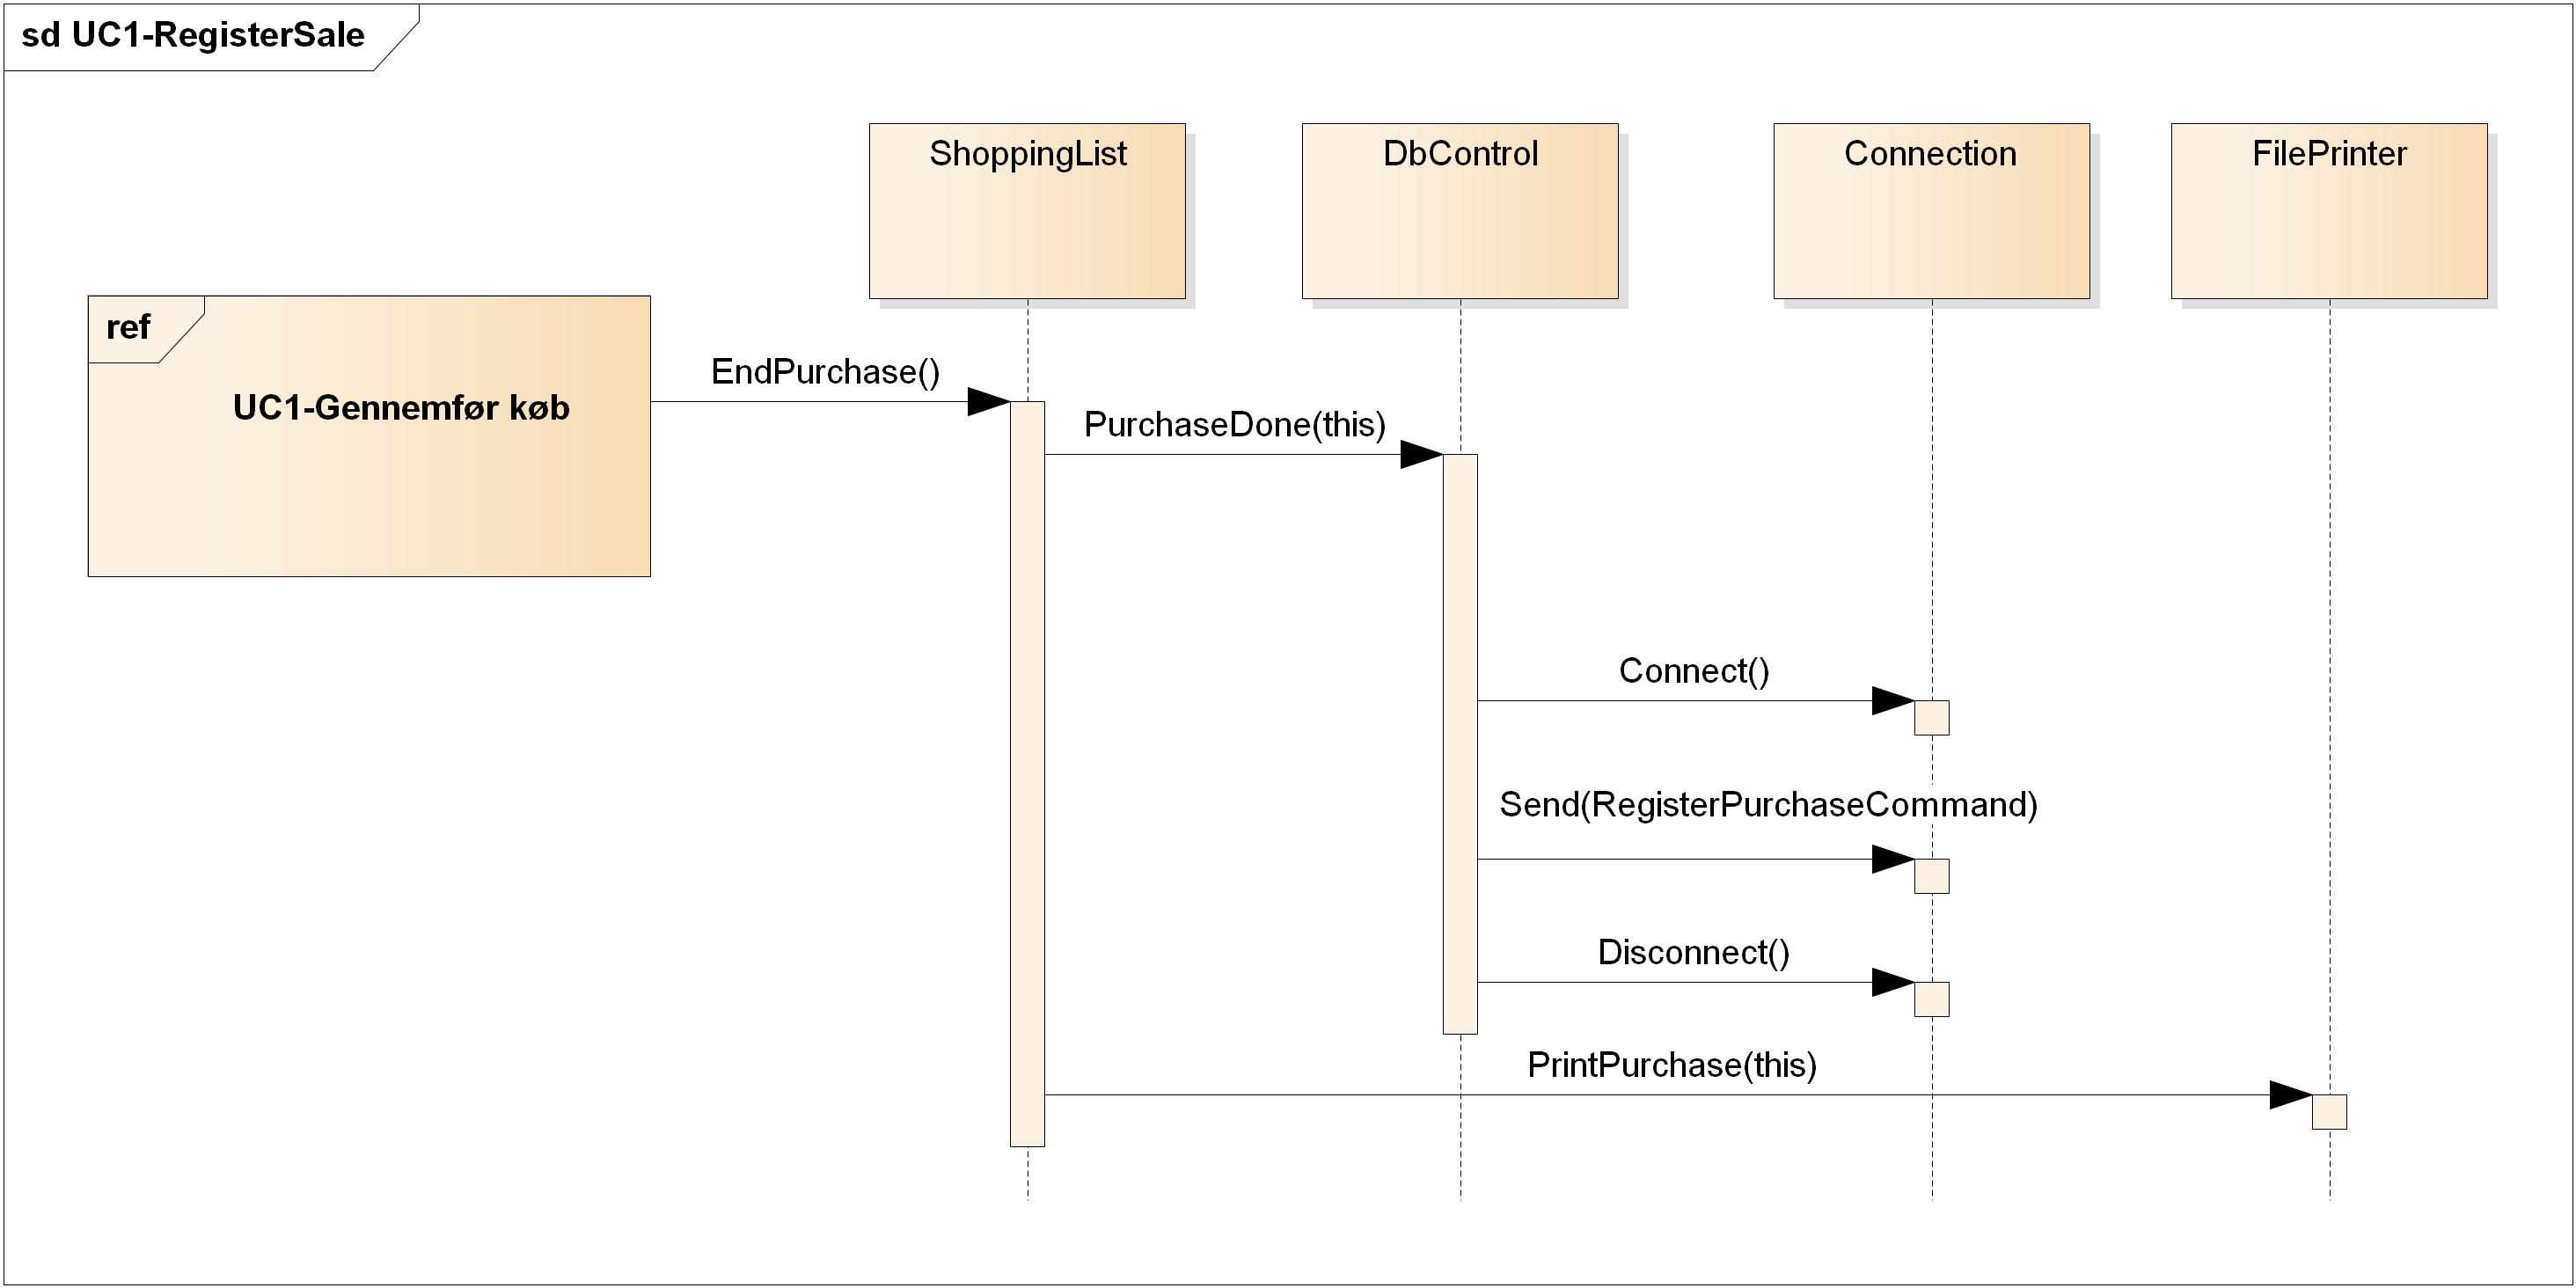 sd UC1-RegisterSale
ShoppingList
DbControl
Connection
FilePrinter
ref
UC1-Gennemfør køb
EndPurchase()
PurchaseDone(this)
Connect()
Send(RegisterPurchaseCommand)
Disconnect()
PrintPurchase(this)